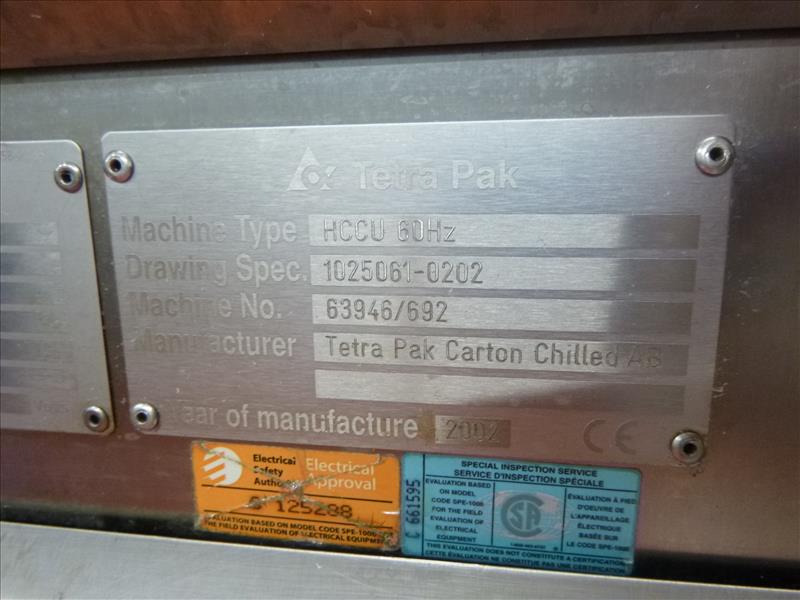 Tetra Pak
Machine Type HCCU 60Hz
Drawing Spec. 1025061-0202
Machine No. 63946/692
Manufacturer Tetra Pak Carton Chilled AB
Year of manufacture 2002 CE
Electrical
Safety
Authority
Electrical
Approval
125288
EVALUATION BASED ON MODEL CODE SPE-1000
THE FIELD EVALUATION OF ELECTRICAL EQUIPMENT
C 661595
SPECIAL INSPECTION SERVICE
SERVICE D'INSPECTION SPÉCIALE
EVALUATION BASED
ON MODEL
CODE SPE-1000
FOR THE FIELD
EVALUATION OF
ELECTRICAL
EQUIPMENT
ÉVALUATION À PIED
D'OEUVRE DE
L'APPAREILLAGE
ÉLECTRIQUE
BASÉE SUR
LE CODE SPE-1000
THIS EVALUATION DOES NOT CONSTITUTE A CERTIFICATION
CETTE ÉVALUATION NE CONSTITUE PAS UNE CERTIFICATION